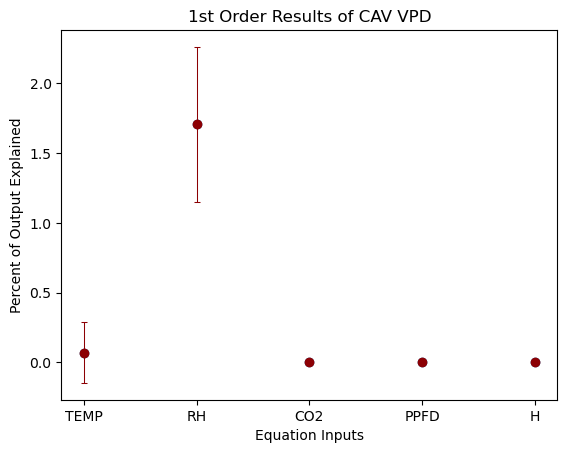 1st Order Results of CAV VPD
Percent of Output Explained
2.0
1.5
1.0
0.5
0.0
TEMP RH CO2 PPFD H
Equation Inputs